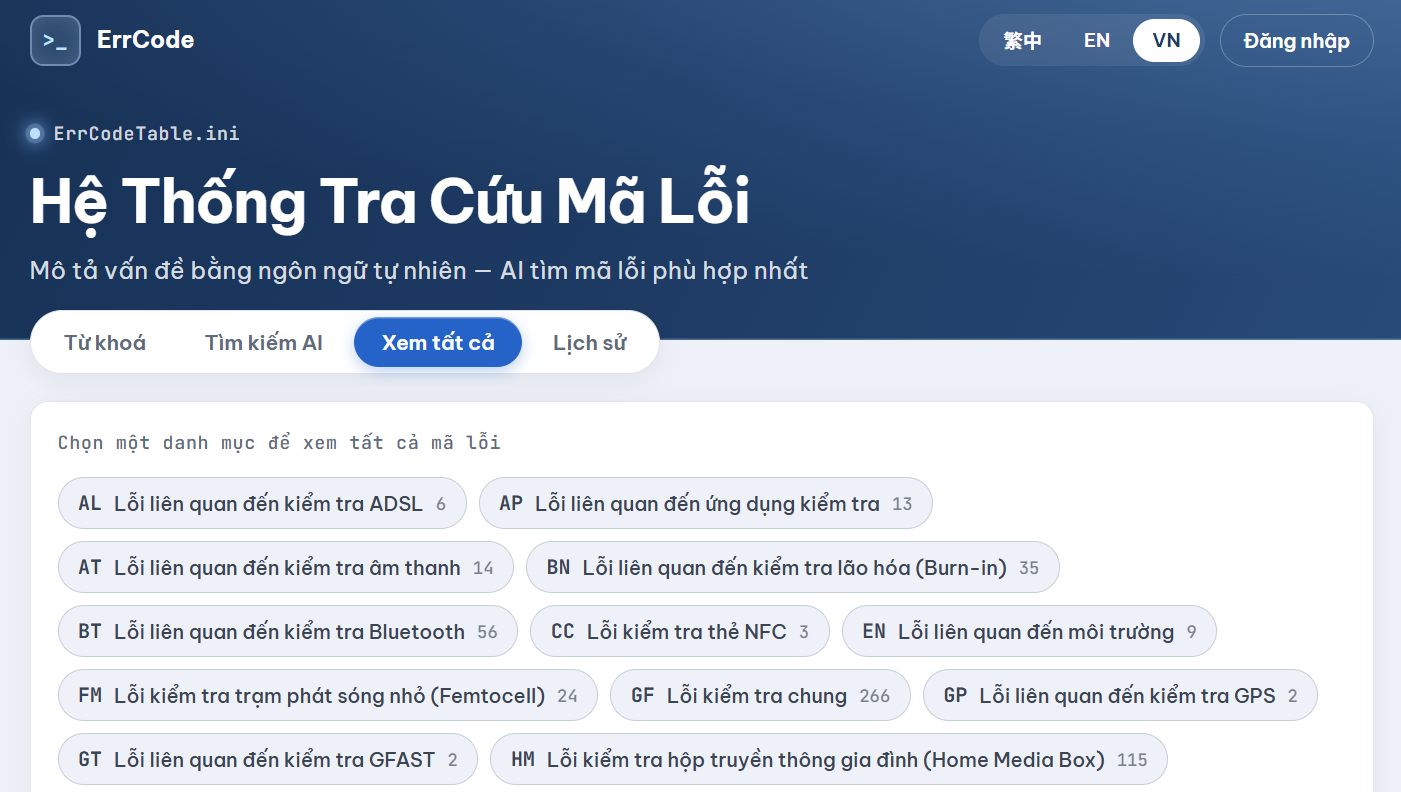 >_ ErrCode 繁中 EN VN Đăng nhập
ErrCodeTable.ini
Hệ Thống Tra Cứu Mã Lỗi
Mô tả vấn đề bằng ngôn ngữ tự nhiên — AI tìm mã lỗi phù hợp nhất
Từ khoá Tìm kiếm AI Xem tất cả Lịch sử
Chọn một danh mục để xem tất cả mã lỗi
AL Lỗi liên quan đến kiểm tra ADSL 6 AP Lỗi liên quan đến ứng dụng kiểm tra 13
AT Lỗi liên quan đến kiểm tra âm thanh 14 BN Lỗi liên quan đến kiểm tra lão hóa (Burn-in) 35
BT Lỗi liên quan đến kiểm tra Bluetooth 56 CC Lỗi kiểm tra thẻ NFC 3 EN Lỗi liên quan đến môi trường 9
FM Lỗi kiểm tra trạm phát sóng nhỏ (Femtocell) 24 GF Lỗi kiểm tra chung 266 GP Lỗi liên quan đến kiểm tra GPS 2
GT Lỗi liên quan đến kiểm tra GFAST 2 HM Lỗi kiểm tra hộp truyền thông gia đình (Home Media Box) 115